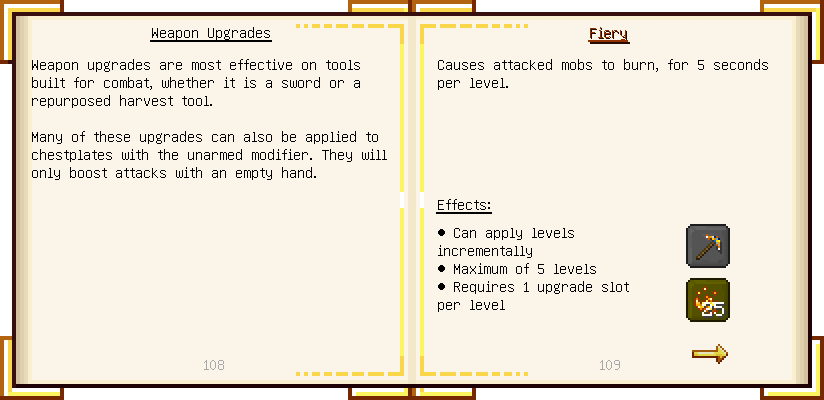 Weapon Upgrades
Weapon upgrades are most effective on tools
built for combat, whether it is a sword or a
repurposed harvest tool.
Many of these upgrades can also be applied to
chestplates with the unarmed modifier. They will
only boost attacks with an empty hand.
108
Fiery
Causes attacked mobs to burn, for 5 seconds
per level.
Effects:
● Can apply levels
incrementally
● Maximum of 5 levels
● Requires 1 upgrade slot
per level
25
109